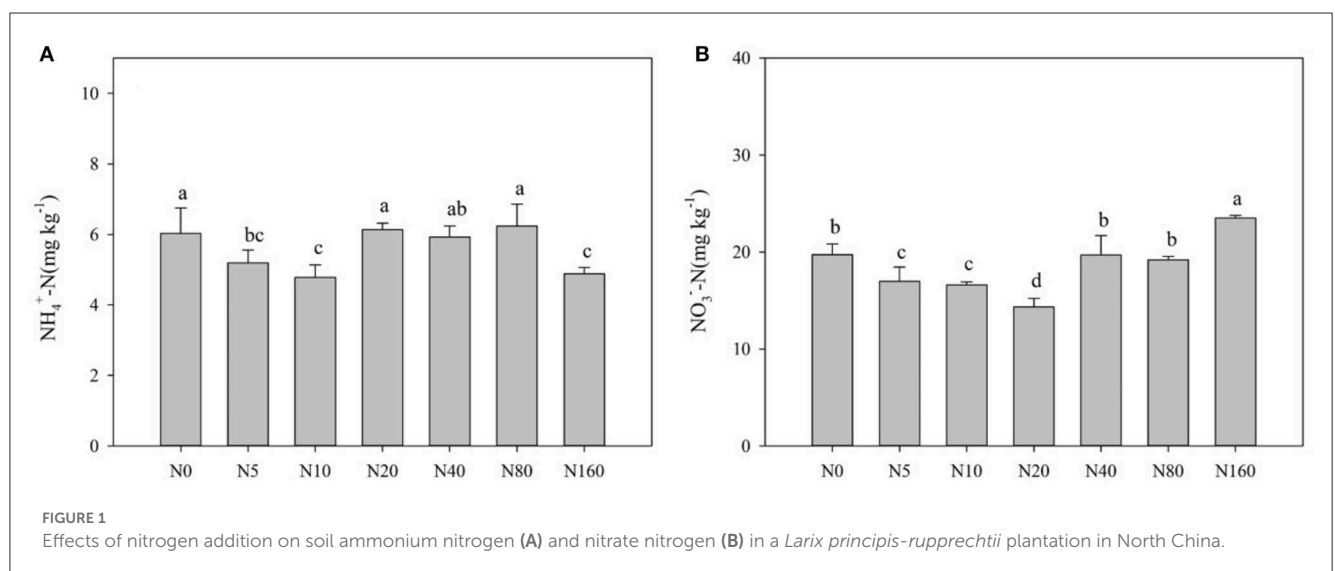 A
NH₄⁺-N(mg kg⁻¹)
10
8
6
4
2
0
a
bc
c
a
ab
a
c
N0 N5 N10 N20 N40 N80 N160
B
NO₃⁻-N(mg kg⁻¹)
40
30
20
10
0
b
c
c
d
b
b
a
N0 N5 N10 N20 N40 N80 N160
FIGURE 1
Effects of nitrogen addition on soil ammonium nitrogen (A) and nitrate nitrogen (B) in a Larix principis-rupprechtii plantation in North China.